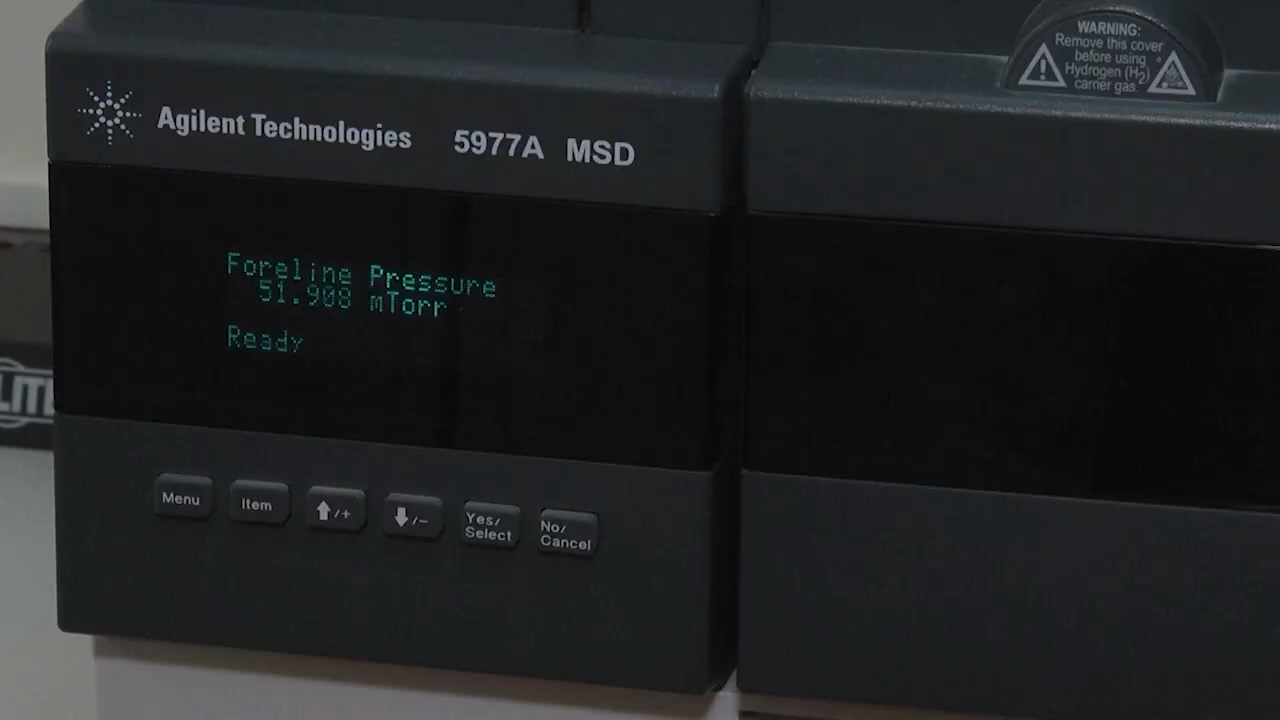 Agilent Technologies 5977A MSD
Foreline Pressure
51.908 mTorr
Ready
Menu
Item
⬆/+
⬇/−
Yes/
Select
No/
Cancel
WARNING:
Remove this cover
before using
Hydrogen (H2)
carrier gas.